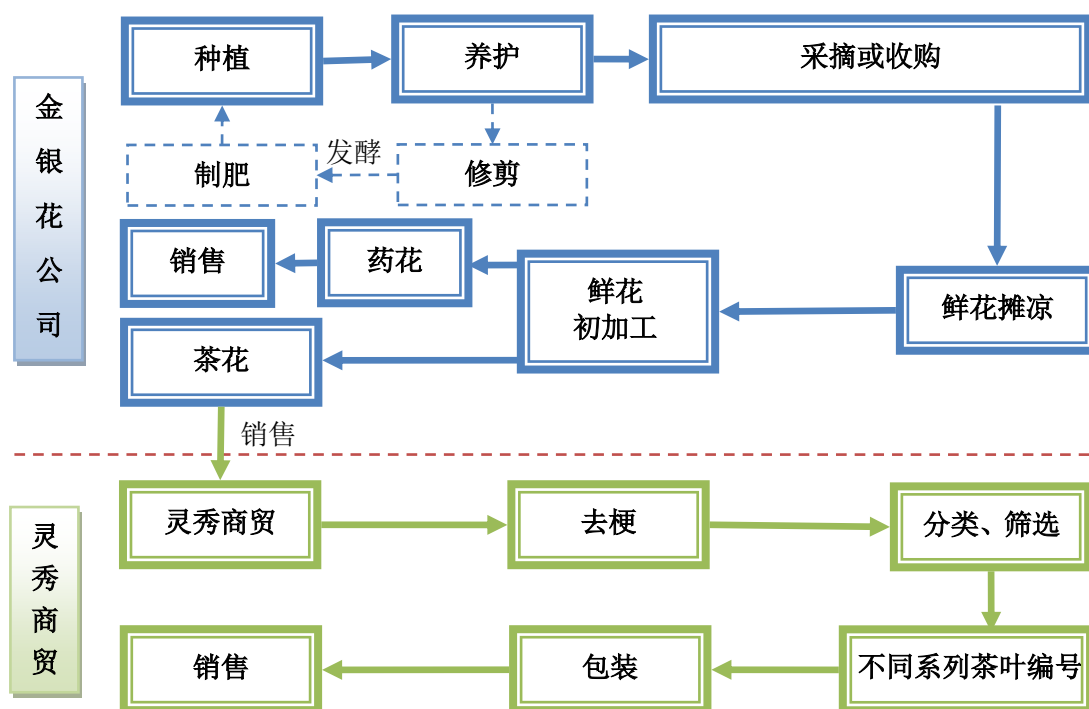 金银花公司
种植
养护
采摘或收购
制肥
发酵
修剪
销售
药花
鲜花
初加工
鲜花摊凉
茶花
销售
灵秀商贸
灵秀商贸
去梗
分类、筛选
销售
包装
不同系列茶叶编号